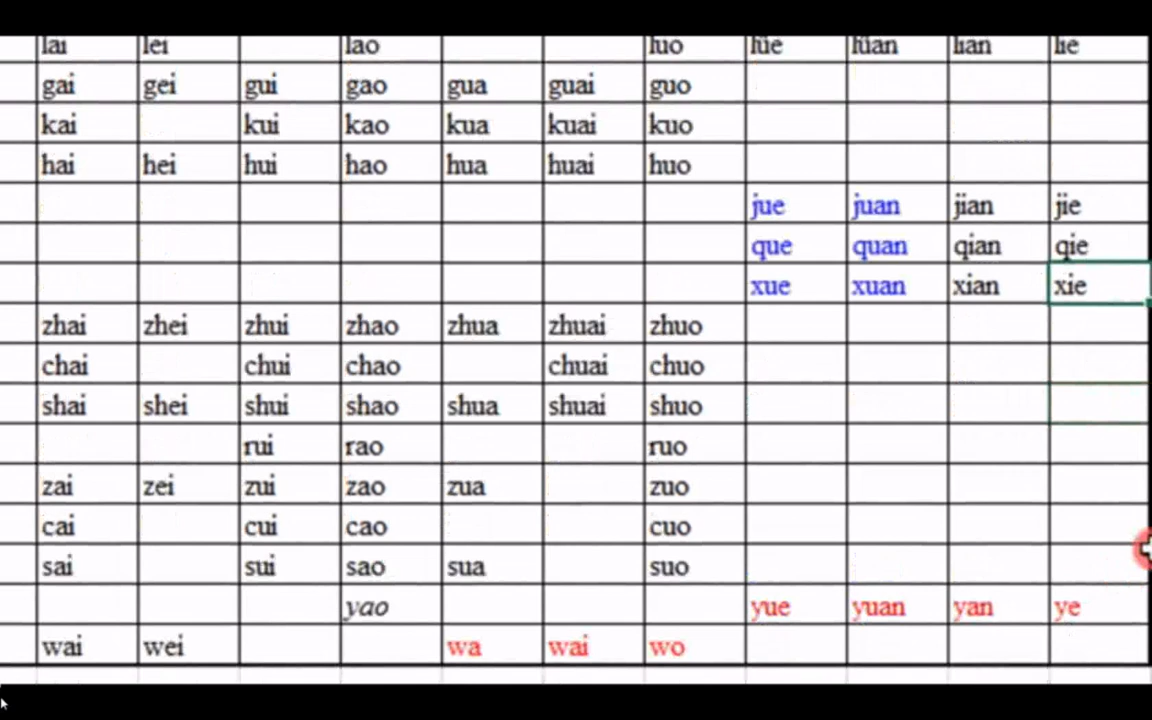 lai lei lao luo lüe lüan lian lie
gai gei gui gao gua guai guo
kai kui kao kua kuai kuo
hai hei hui hao hua huai huo
jue juan jian jie
que quan qian qie
xue xuan xian xie
zhai zhei zhui zhao zhua zhuai zhuo
chai chui chao chuai chuo
shai shei shui shao shua shuai shuo
rui rao ruo
zai zei zui zao zua zuo
cai cui cao cuo
sai sui sao sua suo
yao yue yuan yan ye
wai wei wa wai wo